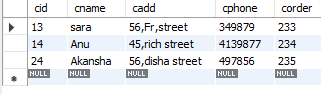 cid cname cadd cphone corder
13 sara 56,Fr,street 349879 233
14 Anu 45,rich street 4139877 234
24 Akansha 56,disha street 497856 235
NULL NULL NULL NULL NULL